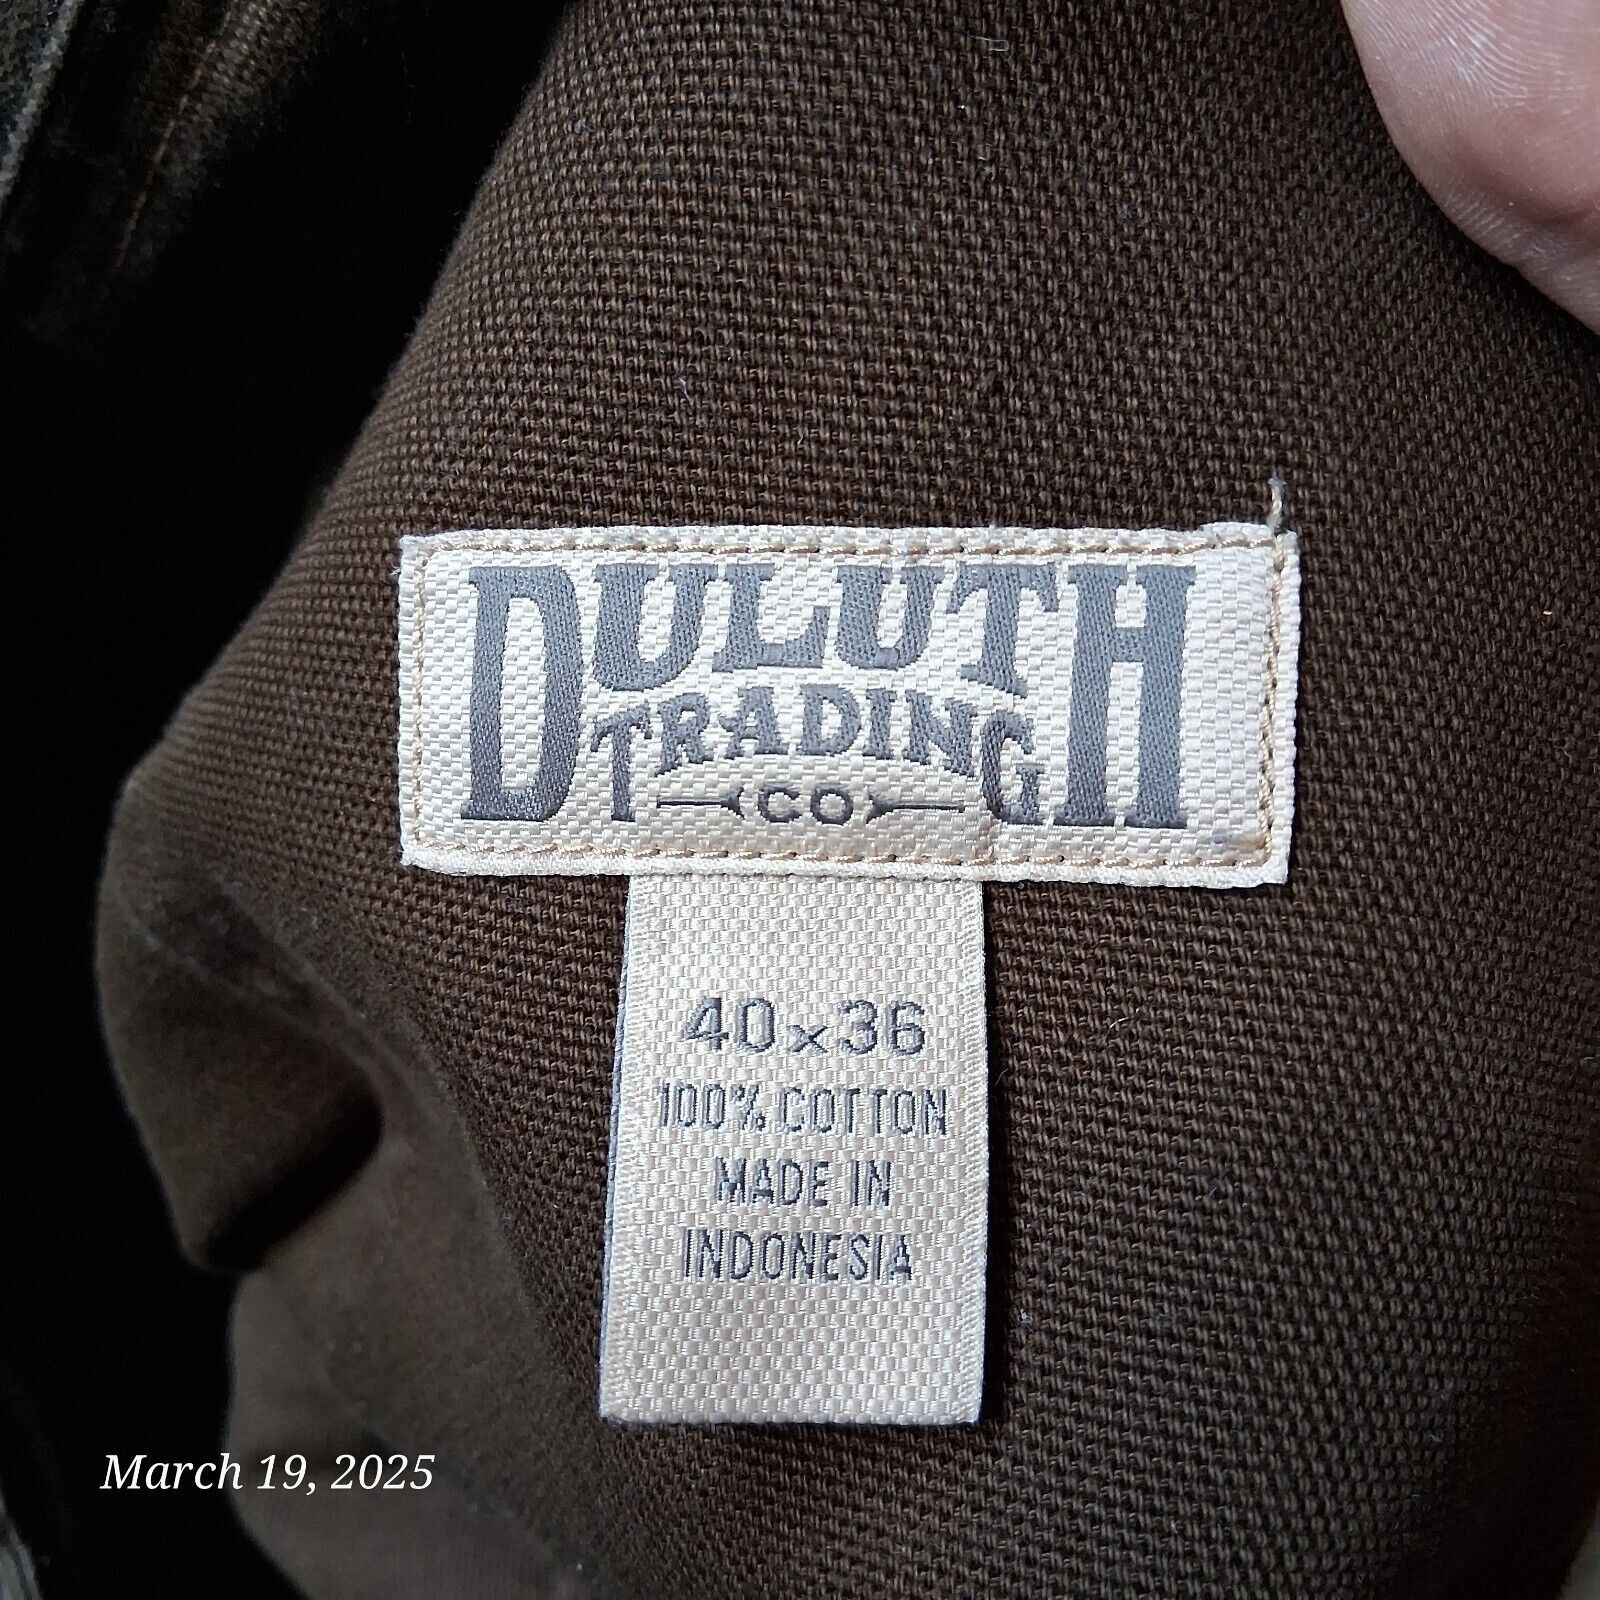 DULUTH
TRADING
CO
40x36
100% COTTON
MADE IN
INDONESIA
March 19, 2025